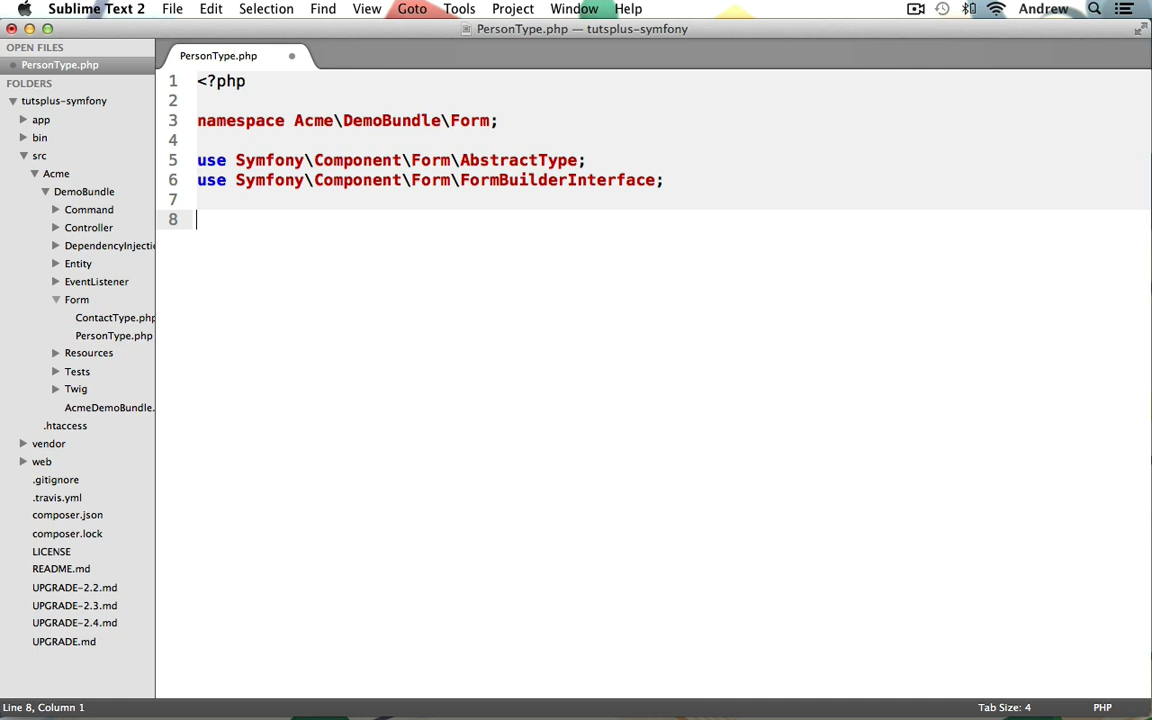 Sublime Text 2 File Edit Selection Find View Goto Tools Project Window Help Andrew
PersonType.php — tutsplus-symfony
OPEN FILES
PersonType.php
FOLDERS
tutsplus-symfony
app
bin
src
Acme
DemoBundle
Command
Controller
DependencyInjectio
Entity
EventListener
Form
ContactType.php
PersonType.php
Resources
Tests
Twig
AcmeDemoBundle.
.htaccess
vendor
web
.gitignore
.travis.yml
composer.json
composer.lock
LICENSE
README.md
UPGRADE-2.2.md
UPGRADE-2.3.md
UPGRADE-2.4.md
UPGRADE.md
PersonType.php
1 <?php
2
3 namespace Acme\DemoBundle\Form;
4
5 use Symfony\Component\Form\AbstractType;
6 use Symfony\Component\Form\FormBuilderInterface;
7
8
Line 8, Column 1 Tab Size: 4 PHP